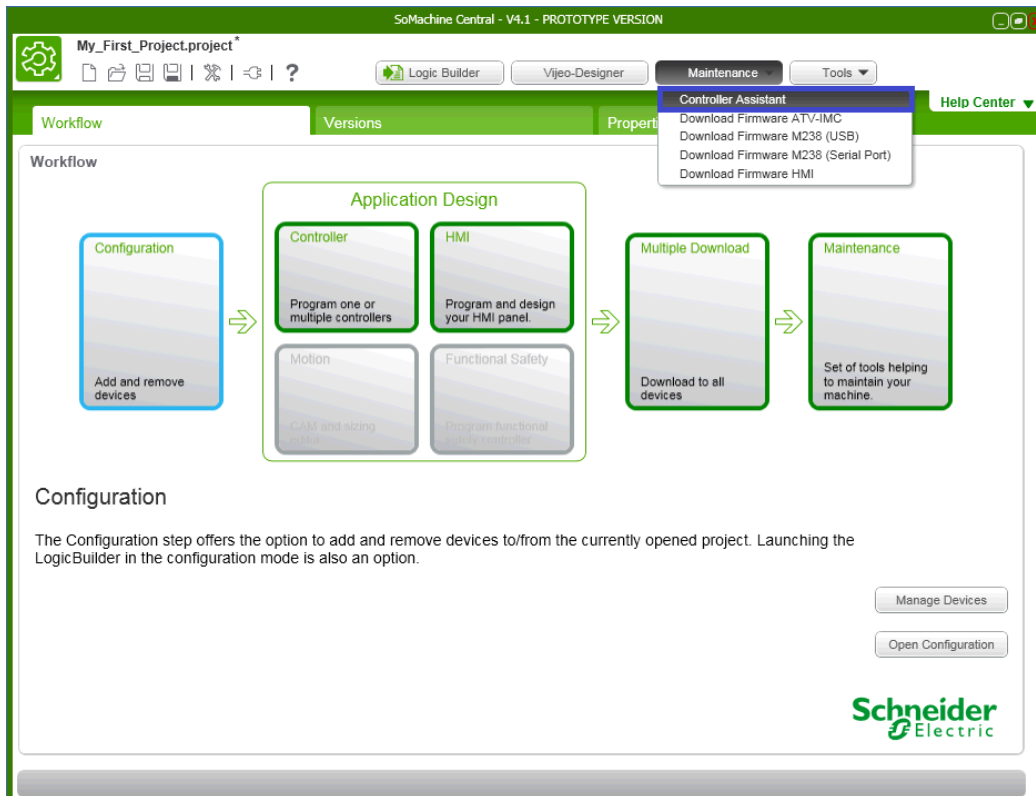 SoMachine Central - V4.1 - PROTOTYPE VERSION
My_First_Project.project*
Logic Builder
Vijeo-Designer
Maintenance
Tools
Controller Assistant
Download Firmware ATV-IMC
Download Firmware M238 (USB)
Download Firmware M238 (Serial Port)
Download Firmware HMI
Help Center
Workflow
Versions
Properti
Workflow
Application Design
Configuration
Add and remove
devices
Controller
Program one or
multiple controllers
HMI
Program and design
your HMI panel.
Motion
CAM and sizing
editor
Functional Safety
Program functional
safety controller
Multiple Download
Download to all
devices
Maintenance
Set of tools helping
to maintain your
machine.
Configuration
The Configuration step offers the option to add and remove devices to/from the currently opened project. Launching the
LogicBuilder in the configuration mode is also an option.
Manage Devices
Open Configuration
Schneider
Electric